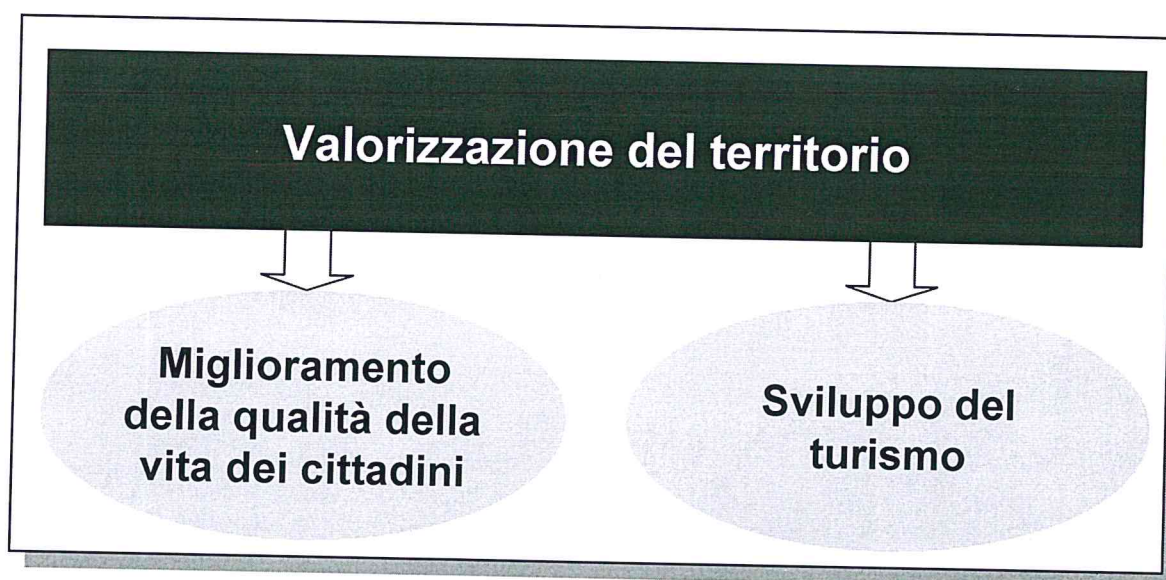 Valorizzazione del territorio
Miglioramento
della qualità della
vita dei cittadini
Sviluppo del
turismo